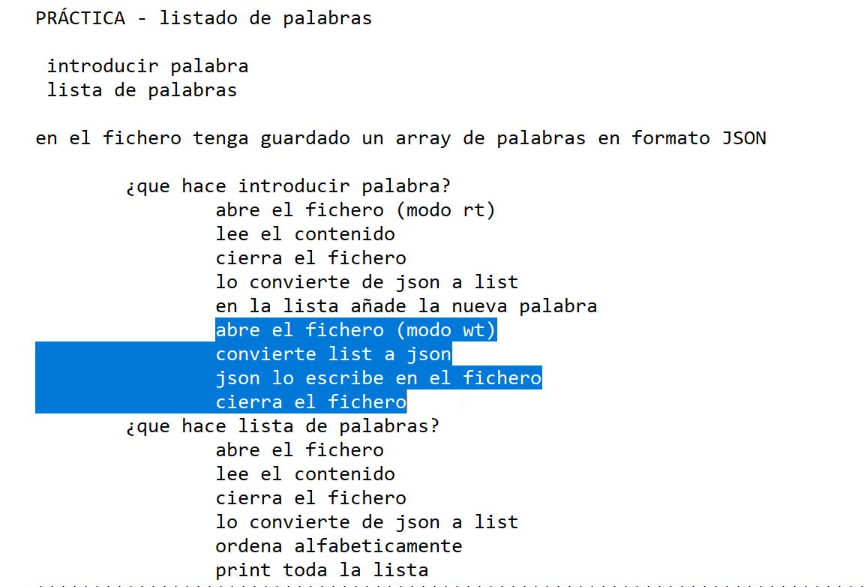 PRÁCTICA - listado de palabras
introducir palabra
lista de palabras
en el fichero tenga guardado un array de palabras en formato JSON
¿que hace introducir palabra?
abre el fichero (modo rt)
lee el contenido
cierra el fichero
lo convierte de json a list
en la lista añade la nueva palabra
abre el fichero (modo wt)
convierte list a json
json lo escribe en el fichero
cierra el fichero
¿que hace lista de palabras?
abre el fichero
lee el contenido
cierra el fichero
lo convierte de json a list
ordena alfabeticamente
print toda la lista